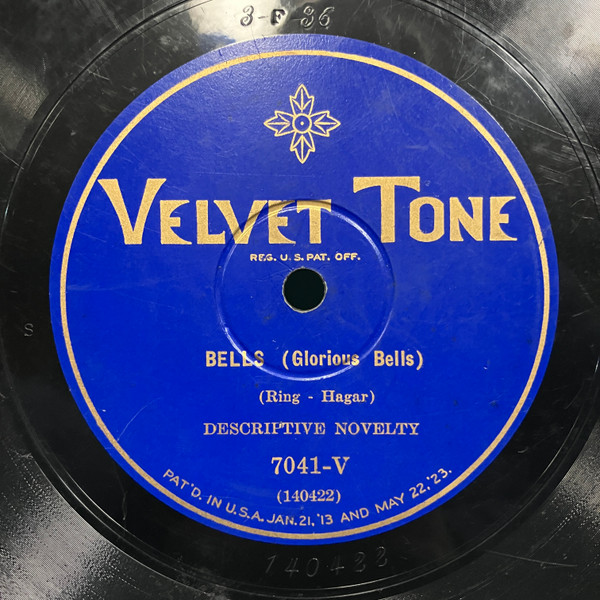 3-F-36
VELVET TONE
REG. U.S. PAT. OFF.
S
BELLS (Glorious Bells)
(Ring - Hagar)
DESCRIPTIVE NOVELTY
7041-V
(140422)
PAT'D. IN U.S.A. JAN. 21, '13 AND MAY 22, '23.
140422